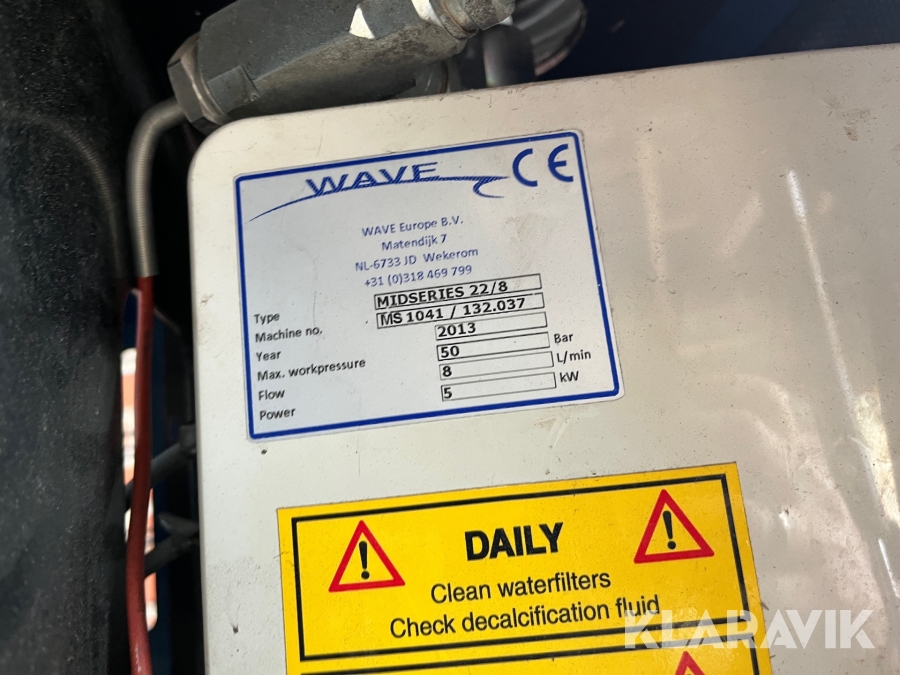 WAVE CE
WAVE Europe B.V.
Matendijk 7
NL-6733 JD Wekerom
+31 (0)318 469 799
Type MIDSERIES 22/8
Machine no. MS 1041 / 132.037
Year 2013
Max. workpressure 50 Bar
Flow 8 L/min
Power 5 kW
DAILY
Clean waterfilters
Check decalcification fluid
KLARAVIK